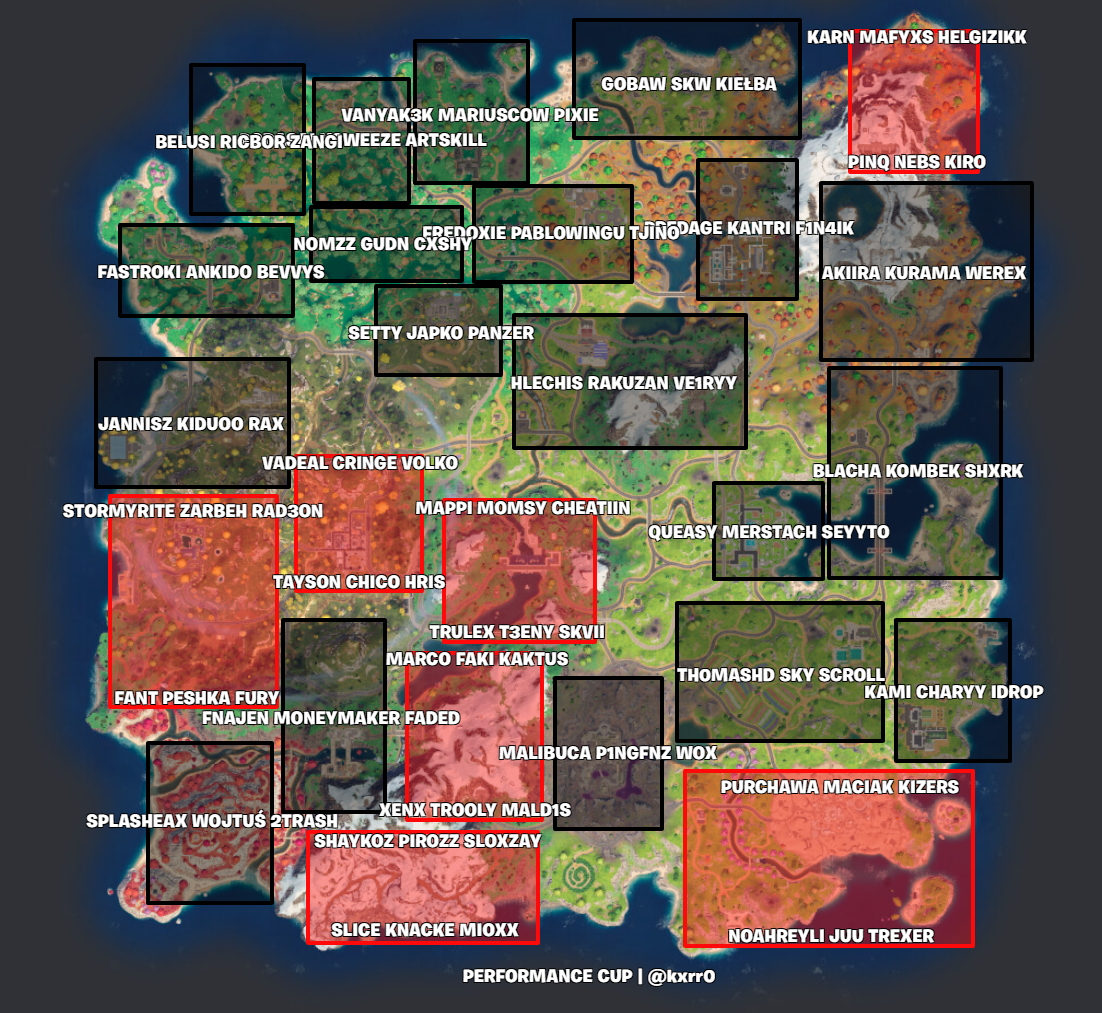 KARN MAFYXS HELGIZIKK
GOBAW SKW KIEŁBA
VANYAK3K MARIUSCOW PIXIE
BELUSI RICBOR ZANGI
WEEZE ARTSKILL
PINQ NEBS KIRO
FREDOXIE PABLOWINGU TJINO
KANTRI F1N4IK
NOMZZ GUDN CXSHY
FASTROKI ANKIDO BEVVYS
AKIIRA KURAMA WEREX
SETTY JAPKO PANZER
HLECHIS RAKUZAN VE1RYY
JANNISZ KIDUOO RAX
VADEAL CRINGE VOLKO
BLACHA KOMBEK SHXRK
STORMYRITE ZARBEH RAD3ON
MAPPI MOMSY CHEATIIN
QUEASY MERSTACH SEYYTO
TAYSON CHICO HRIS
TRULEX T3ENY SKVII
MARCO FAKI KAKTUS
THOMASHD SKY SCROLL
KAMI CHARYY IDROP
FANT PESHKA FURY
FNAJEN MONEYMAKER FADED
MALIBUCA P1NGFNZ WOX
PURCHAWA MACIAK KIZERS
XENX TROOLY MALD1S
SPLASHEAX WOJTUŚ 2TRASH
SHAYKOZ PIROZZ SLOXZAY
SLICE KNACKE MIOXX
NOAHREYLI JUU TREXER
PERFORMANCE CUP | @kxrr0